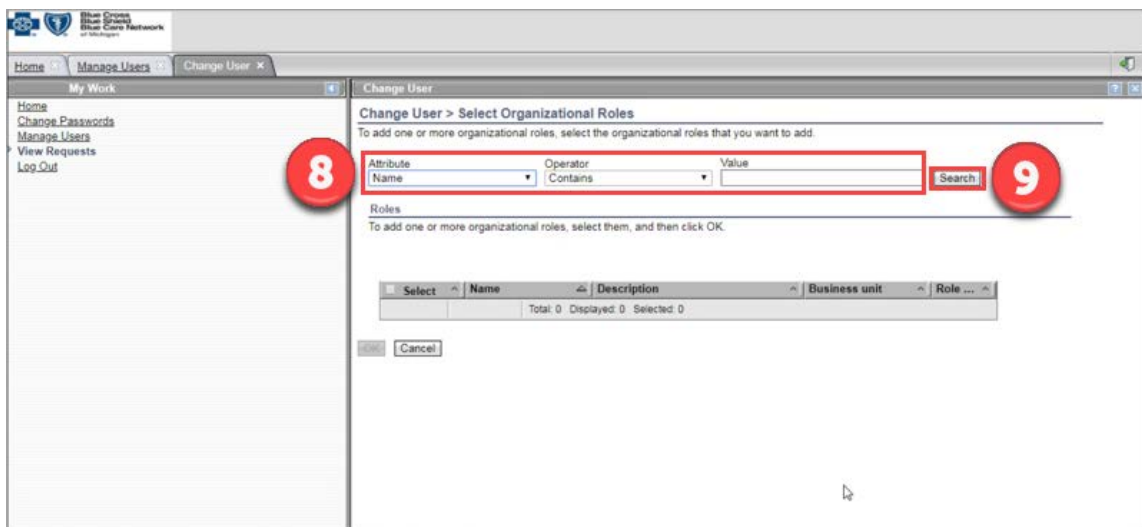 Blue Cross
Blue Shield
Blue Care Network
of Michigan
Home Manage Users Change User ×
My Work
Home
Change Passwords
Manage Users
View Requests
Log Out
Change User
Change User > Select Organizational Roles
To add one or more organizational roles, select the organizational roles that you want to add.
8
Attribute Operator Value
Name Contains
Search
9
Roles
To add one or more organizational roles, select them, and then click OK.
Select Name Description Business unit Role ...
Total: 0 Displayed: 0 Selected: 0
OK Cancel